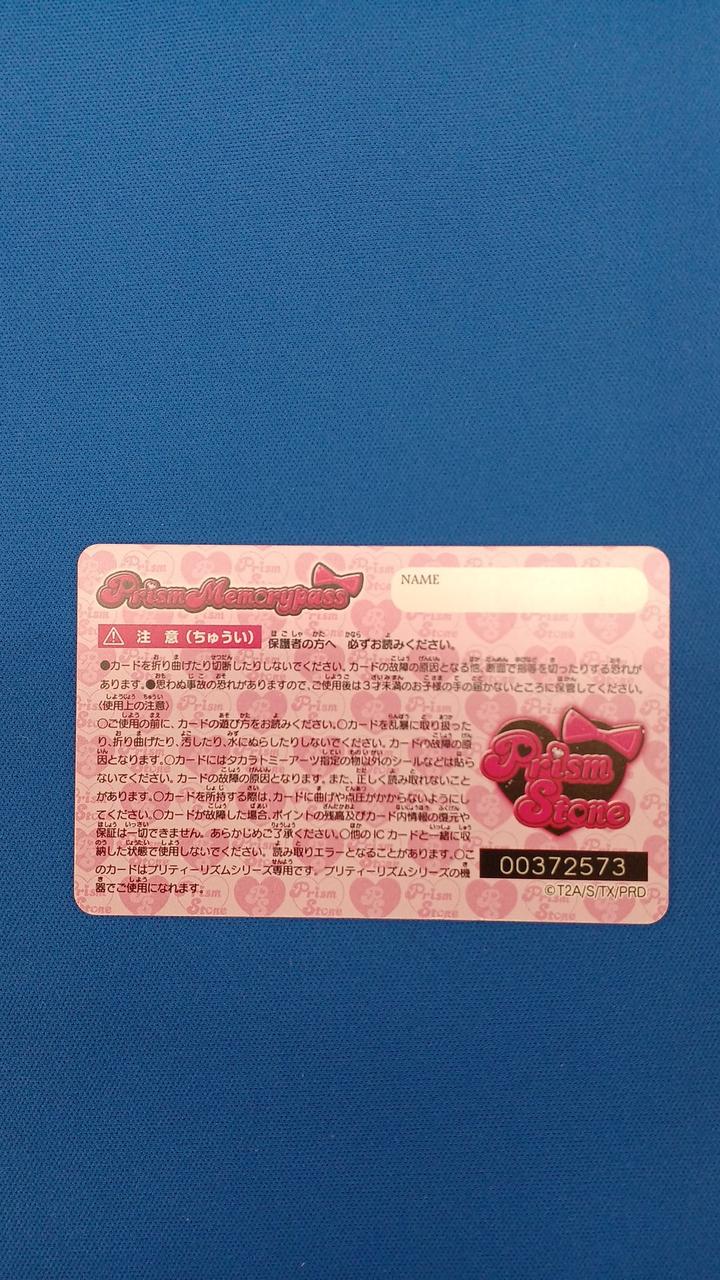 Prism Memorypass
NAME
注 意（ちゅうい） 保護者の方へ 必ずお読みください。
●カードを折り曲げたり切断したりしないでください。カードの故障の原因となる他、断面で指等を切ったりする恐れが
あります。●思わぬ事故の恐れがありますので、ご使用後は3才未満のお子様の手の届かないところに保管してください。
〈使用上の注意〉
○ご使用の前に、カードの遊び方をお読みください。○カードを乱暴に取り扱った
り、折り曲げたり、汚したり、水にぬらしたりしないでください。カードの故障の原
因となります。○カードにはタカラトミーアーツ指定の物以外のシールなどは貼ら
ないでください。カードの故障の原因となります。また、正しく読み取れないこと
があります。○カードを所持する際は、カードに曲げや点圧がかからないようにし
てください。○カードが故障した場合、ポイントの残高及びカード内情報の復元や
保証は一切できません。あらかじめご了承ください。○他のICカードと一緒に収
納した状態で使用しないでください。読み取りエラーとなることがあります。○こ
のカードはプリティーリズムシリーズ専用です。プリティーリズムシリーズの機
器でご使用になれます。
Prism
Stone
00372573
©T2A/S/TX/PRD